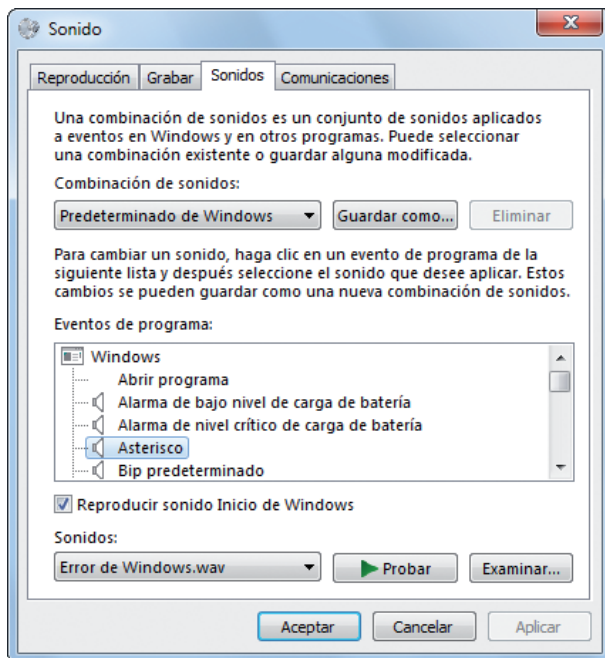 Sonido
Reproducción Grabar Sonidos Comunicaciones
Una combinación de sonidos es un conjunto de sonidos aplicados
a eventos en Windows y en otros programas. Puede seleccionar
una combinación existente o guardar alguna modificada.
Combinación de sonidos:
Predeterminado de Windows Guardar como... Eliminar
Para cambiar un sonido, haga clic en un evento de programa de la
siguiente lista y después seleccione el sonido que desee aplicar. Estos
cambios se pueden guardar como una nueva combinación de sonidos.
Eventos de programa:
Windows
Abrir programa
Alarma de bajo nivel de carga de batería
Alarma de nivel crítico de carga de batería
Asterisco
Bip predeterminado
Reproducir sonido Inicio de Windows
Sonidos:
Error de Windows.wav Probar Examinar...
Aceptar Cancelar Aplicar